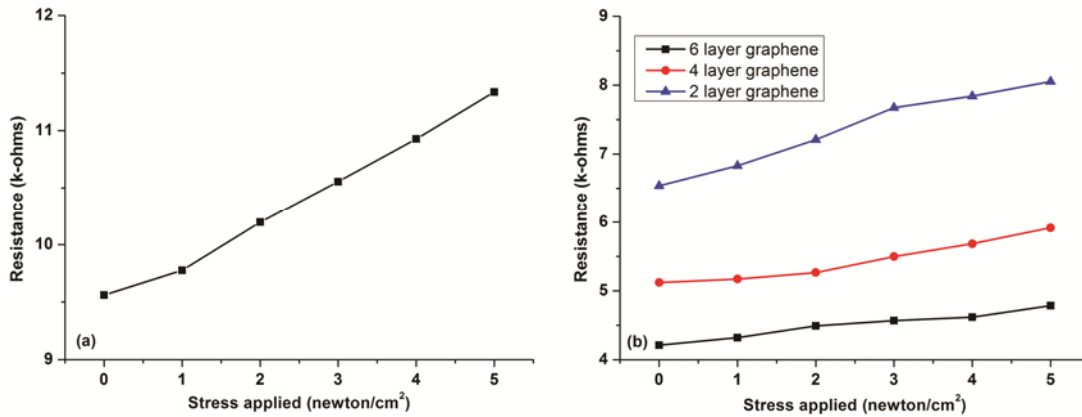 12
11
10
9
Resistance (k-ohms)
(a)
0 1 2 3 4 5
Stress applied (newton/cm²)
9
8
7
6
5
4
Resistance (k-ohms)
6 layer graphene
4 layer graphene
2 layer graphene
(b)
0 1 2 3 4 5
Stress applied (newton/cm²)